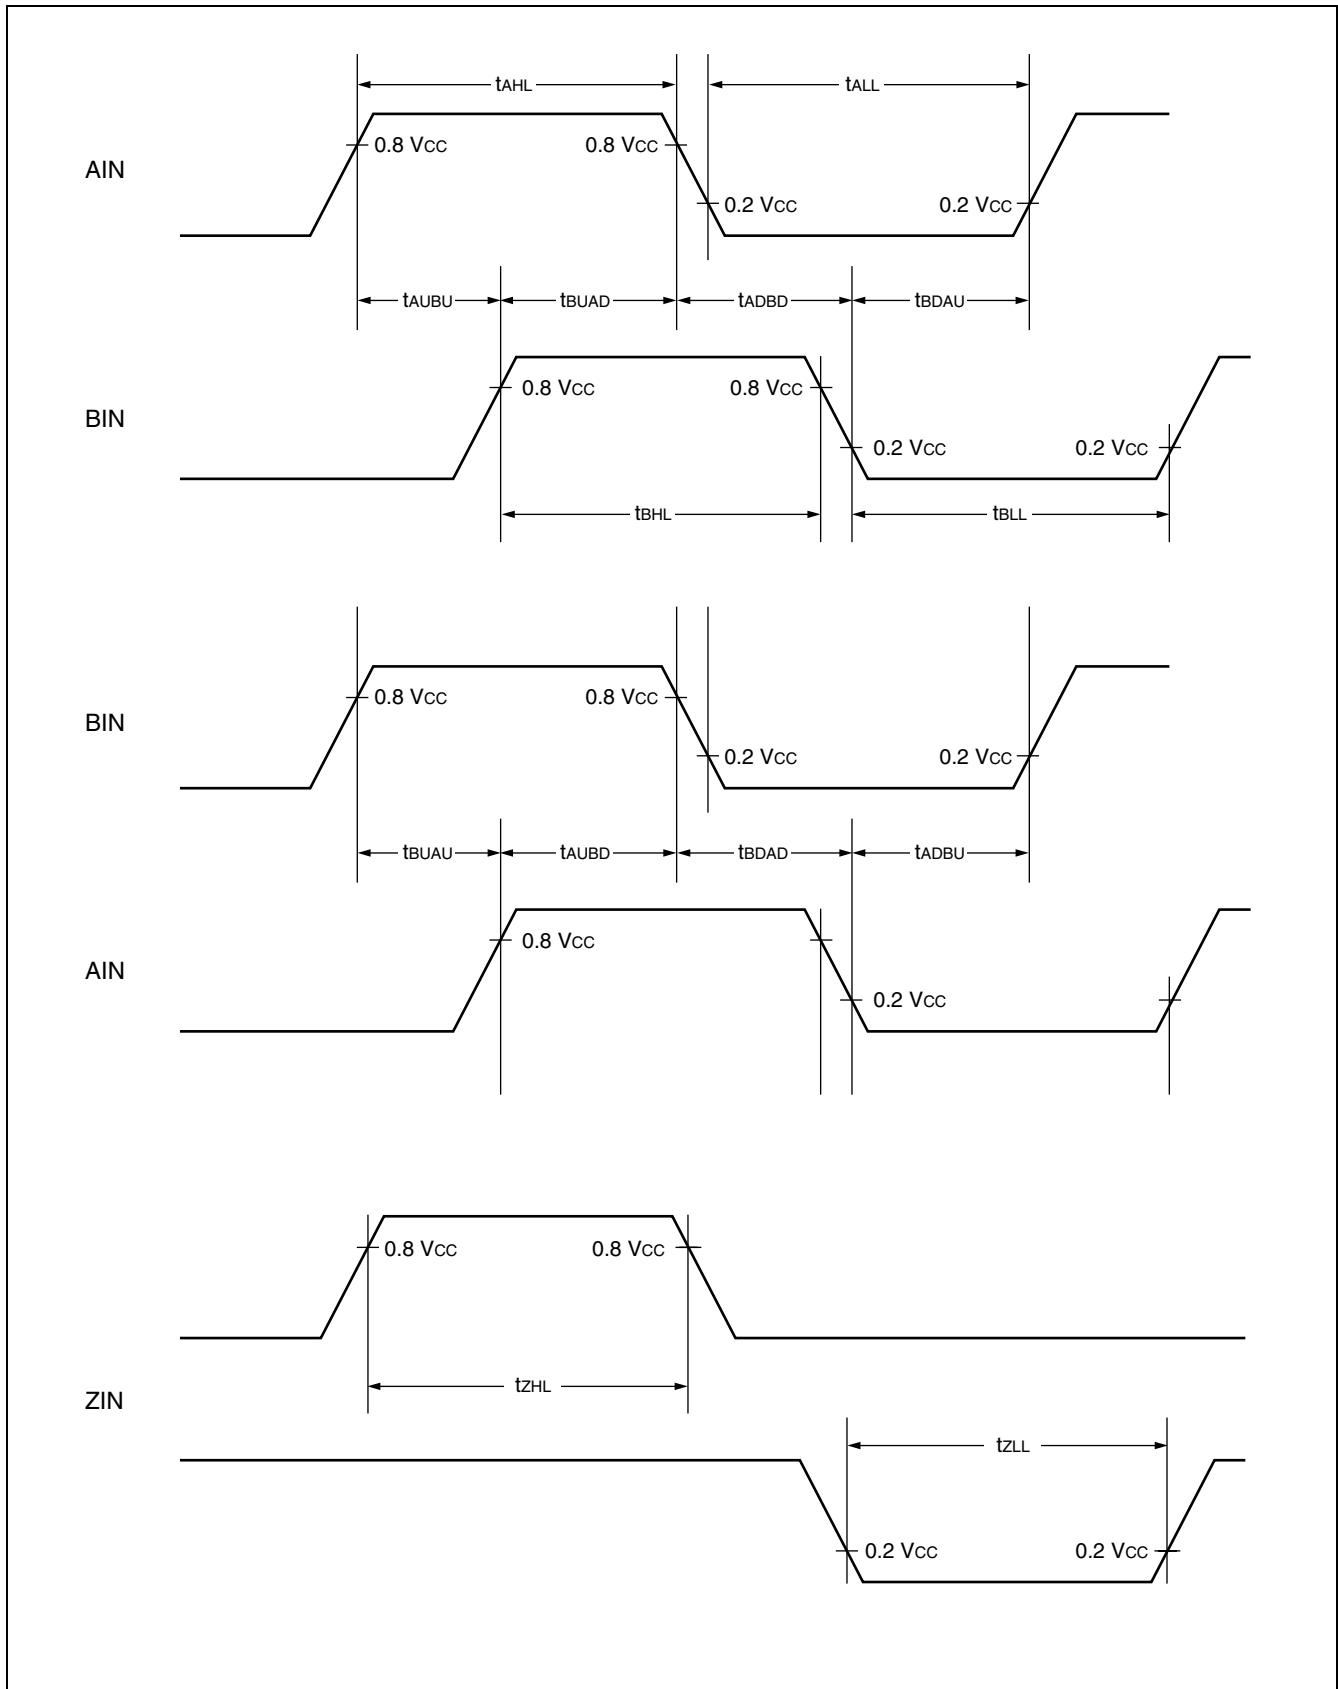 tAHL tALL
0.8 VCC 0.8 VCC
AIN
0.2 VCC 0.2 VCC
tAUBU tBUAD tADBD tBDAU
0.8 VCC 0.8 VCC
BIN
0.2 VCC 0.2 VCC
tBHL tBLL
0.8 VCC 0.8 VCC
BIN
0.2 VCC 0.2 VCC
tBUAU tAUBD tBDAD tADBU
0.8 VCC
AIN
0.2 VCC
0.8 VCC 0.8 VCC
tZHL
ZIN
tZLL
0.2 VCC 0.2 VCC